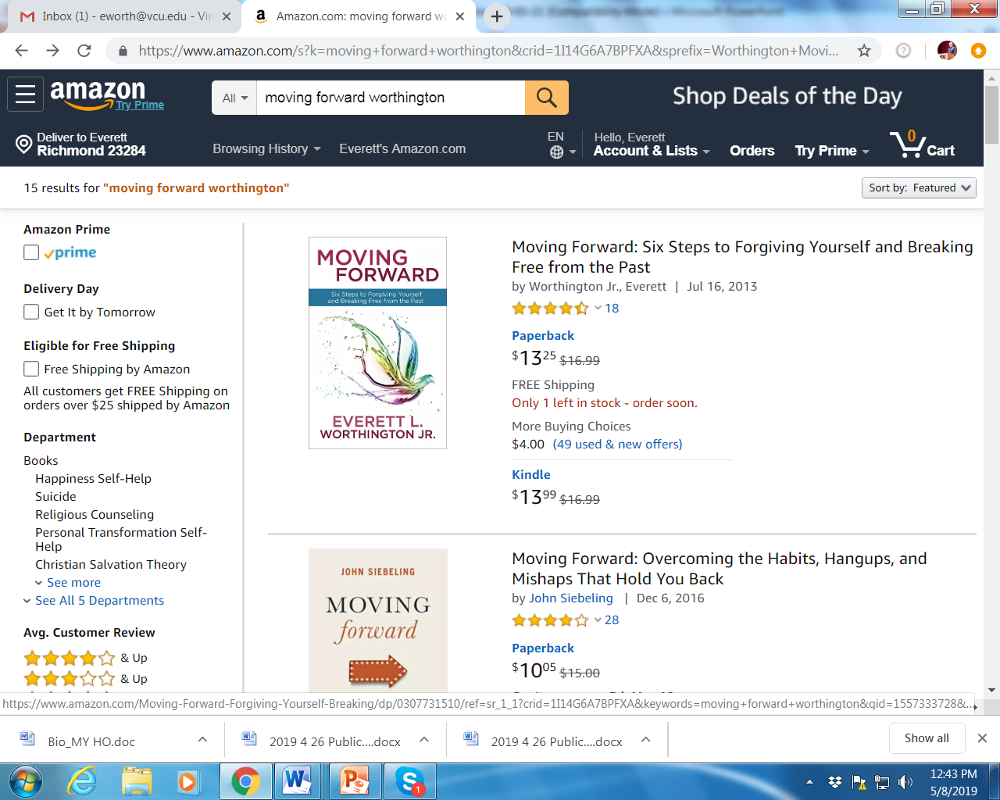 Inbox (1) - eworth@vcu.edu - Vir
Amazon.com: moving forward wo
https://www.amazon.com/s?k=moving+forward+worthington&crid=1I14G6A7BPFXA&sprefix=Worthington+Movi...
amazon
Try Prime
All
moving forward worthington
Shop Deals of the Day
Deliver to Everett
Richmond 23284
Browsing History
Everett's Amazon.com
EN
Hello, Everett
Account & Lists
Orders
Try Prime
0
Cart
15 results for "moving forward worthington"
Sort by: Featured
Amazon Prime
prime
Delivery Day
Get It by Tomorrow
Eligible for Free Shipping
Free Shipping by Amazon
All customers get FREE Shipping on
orders over $25 shipped by Amazon
Department
Books
Happiness Self-Help
Suicide
Religious Counseling
Personal Transformation Self-
Help
Christian Salvation Theory
See more
See All 5 Departments
Avg. Customer Review
& Up
& Up
MOVING
FORWARD
Six Steps to Forgiving Yourself
and Breaking Free from the Past
EVERETT L.
WORTHINGTON JR.
Moving Forward: Six Steps to Forgiving Yourself and Breaking
Free from the Past
by Worthington Jr., Everett | Jul 16, 2013
18
Paperback
$13 25 $16.99
FREE Shipping
Only 1 left in stock - order soon.
More Buying Choices
$4.00 (49 used & new offers)
Kindle
$13 99 $16.99
JOHN SIEBELING
MOVING
forward
Moving Forward: Overcoming the Habits, Hangups, and
Mishaps That Hold You Back
by John Siebeling | Dec 6, 2016
28
Paperback
$10 05 $15.00
https://www.amazon.com/Moving-Forward-Forgiving-Yourself-Breaking/dp/0307731510/ref=sr_1_1?crid=1I14G6A7BPFXA&keywords=moving+forward+worthington&qid=1557333728&...
Bio_MY HO.doc
2019 4 26 Public....docx
2019 4 26 Public....docx
Show all
1
12:43 PM
5/8/2019